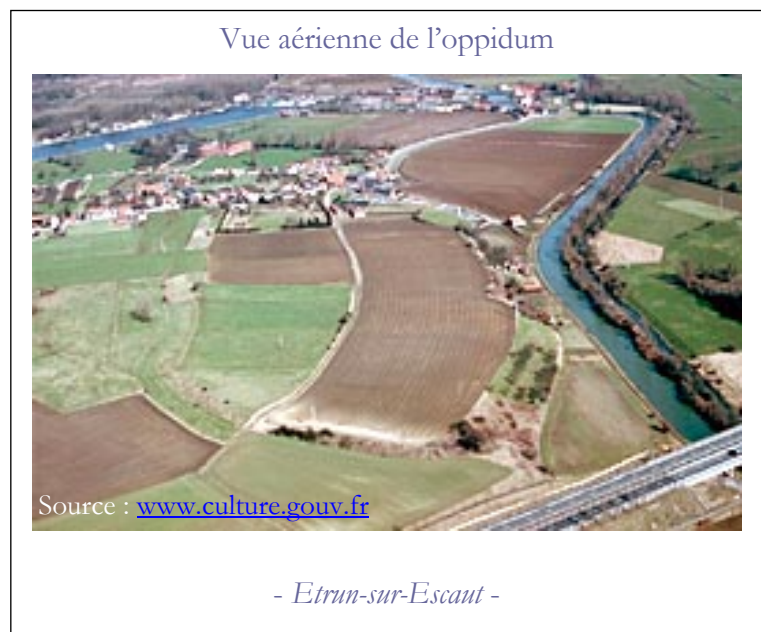 Vue aérienne de l'oppidum
Source : www.culture.gouv.fr
- Etrun-sur-Escaut -